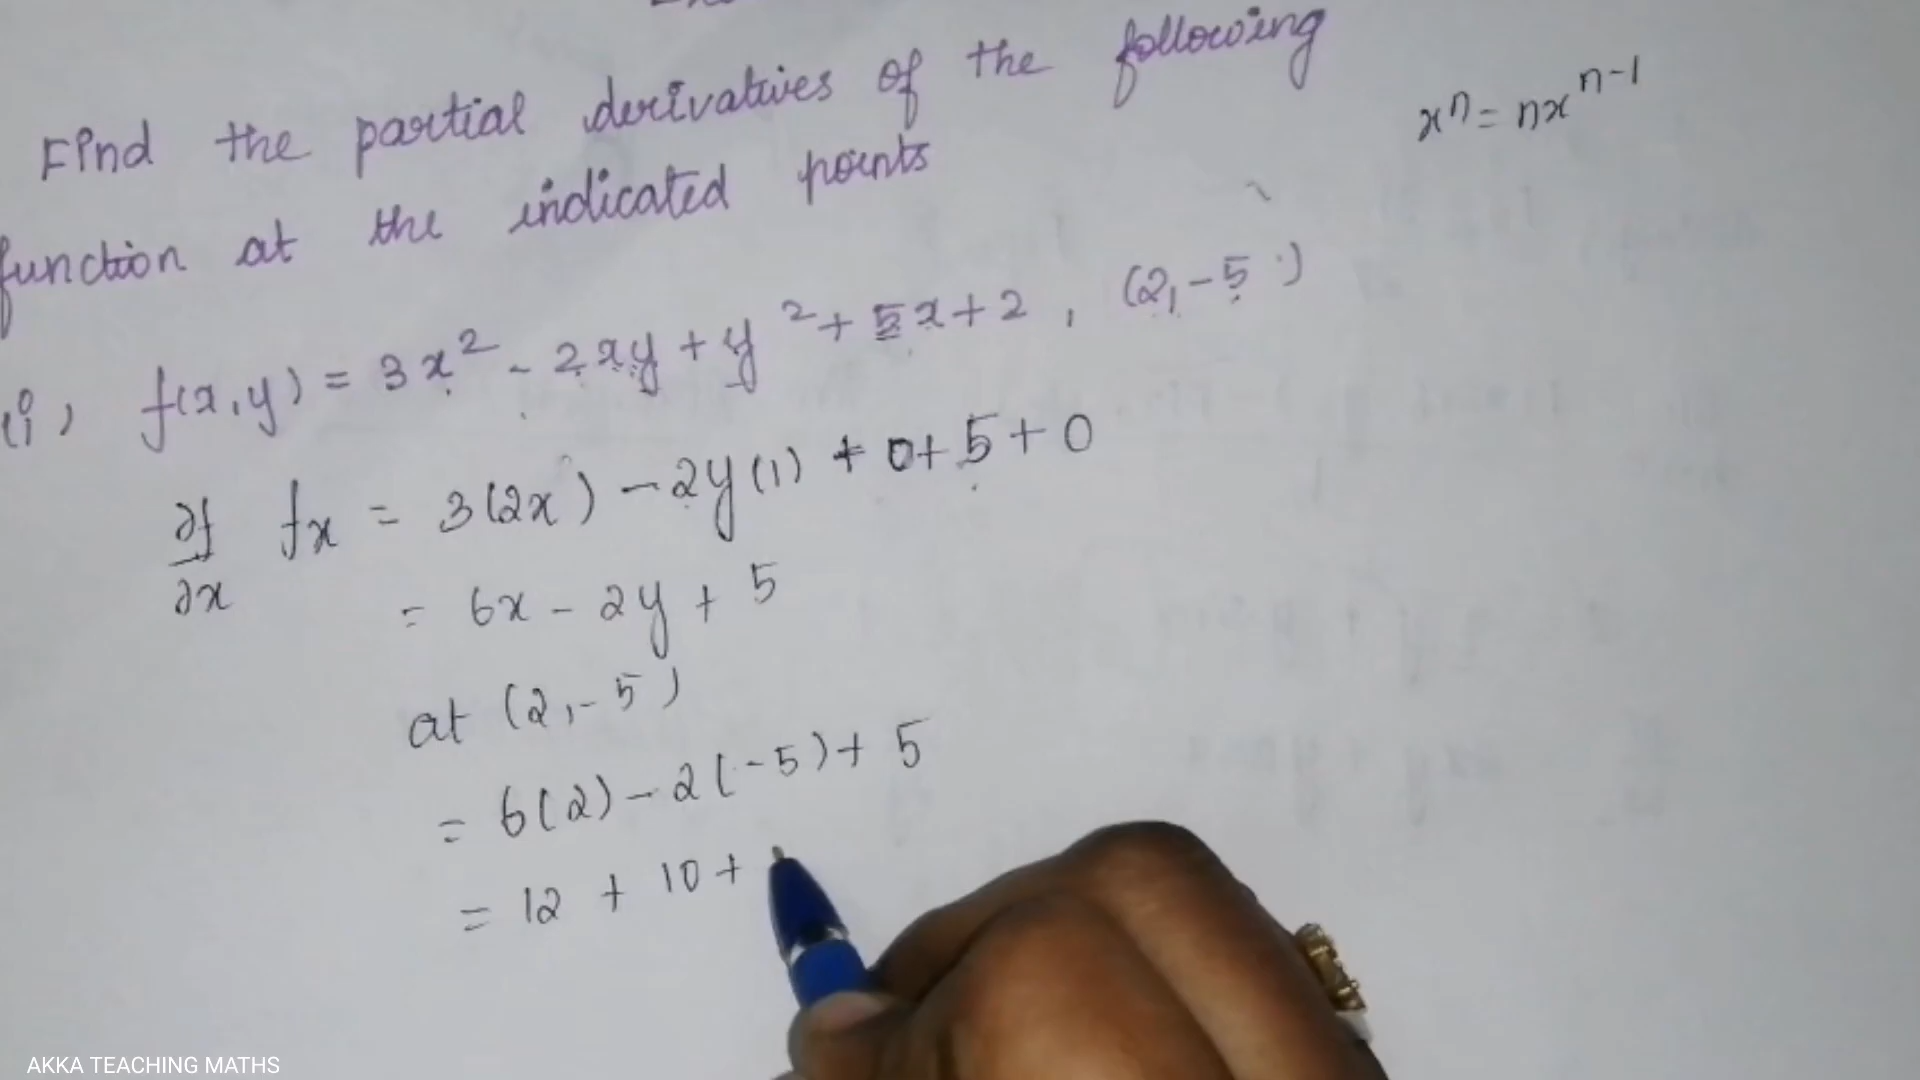 Find the partial derivatives of the following
function at the indicated points
xⁿ = nxⁿ⁻¹
(i), f(x,y) = 3x² - 2xy + y² + 5x + 2, (2,-5)
∂f/∂x fx = 3(2x) - 2y(1) + 0 + 5 + 0
= 6x - 2y + 5
at (2,-5)
= 6(2) - 2(-5) + 5
= 12 + 10 +
AKKA TEACHING MATHS